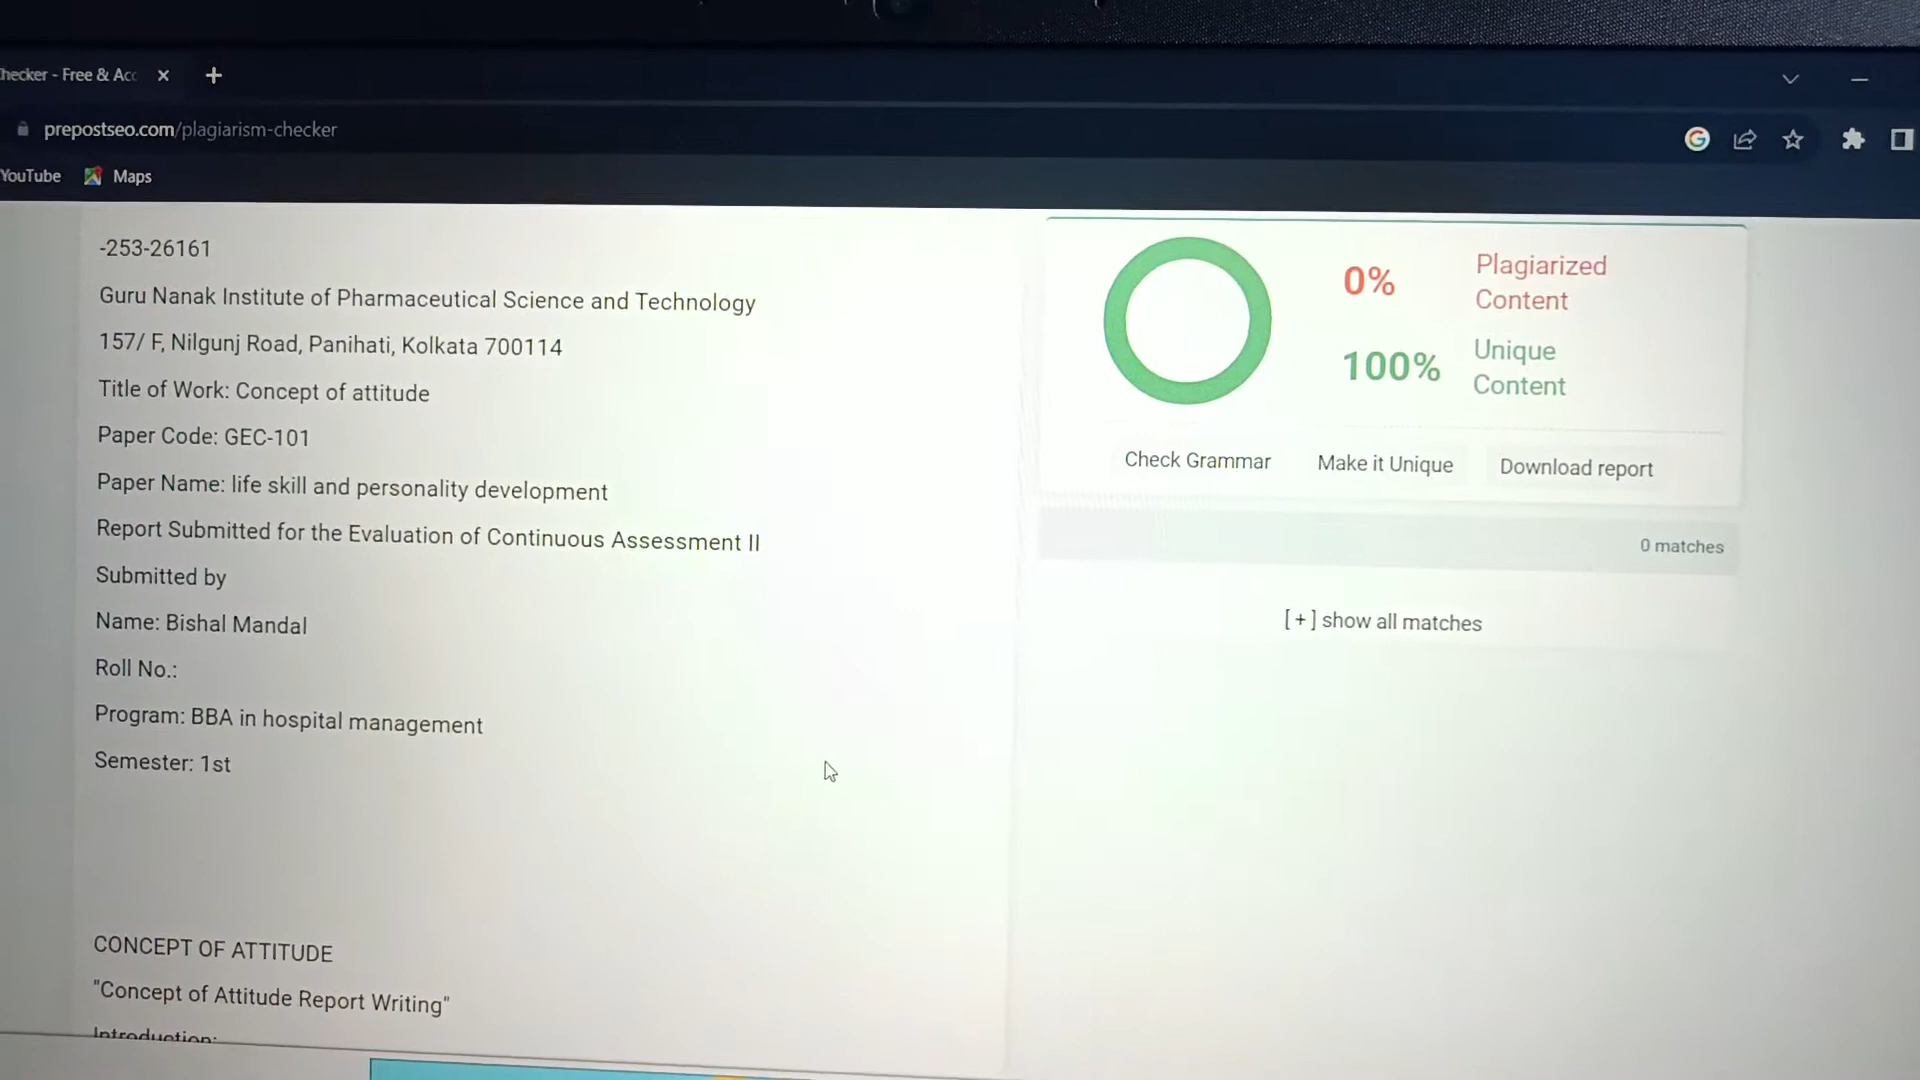 hecker - Free & Acc
prepostseo.com/plagiarism-checker
YouTube
Maps
-253-26161
Guru Nanak Institute of Pharmaceutical Science and Technology
157/ F, Nilgunj Road, Panihati, Kolkata 700114
Title of Work: Concept of attitude
Paper Code: GEC-101
Paper Name: life skill and personality development
Report Submitted for the Evaluation of Continuous Assessment II
Submitted by
Name: Bishal Mandal
Roll No.:
Program: BBA in hospital management
Semester: 1st
CONCEPT OF ATTITUDE
"Concept of Attitude Report Writing"
Introduction:
0%
Plagiarized
Content
100%
Unique
Content
Check Grammar
Make it Unique
Download report
0 matches
[ + ] show all matches